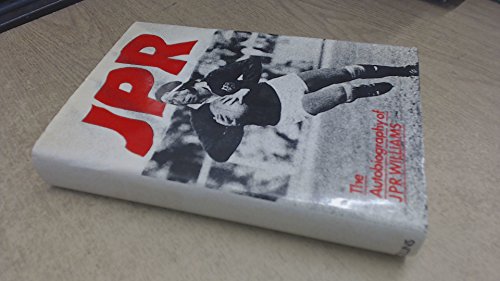 JPR
The
Autobiography of
JPR WILLIAMS